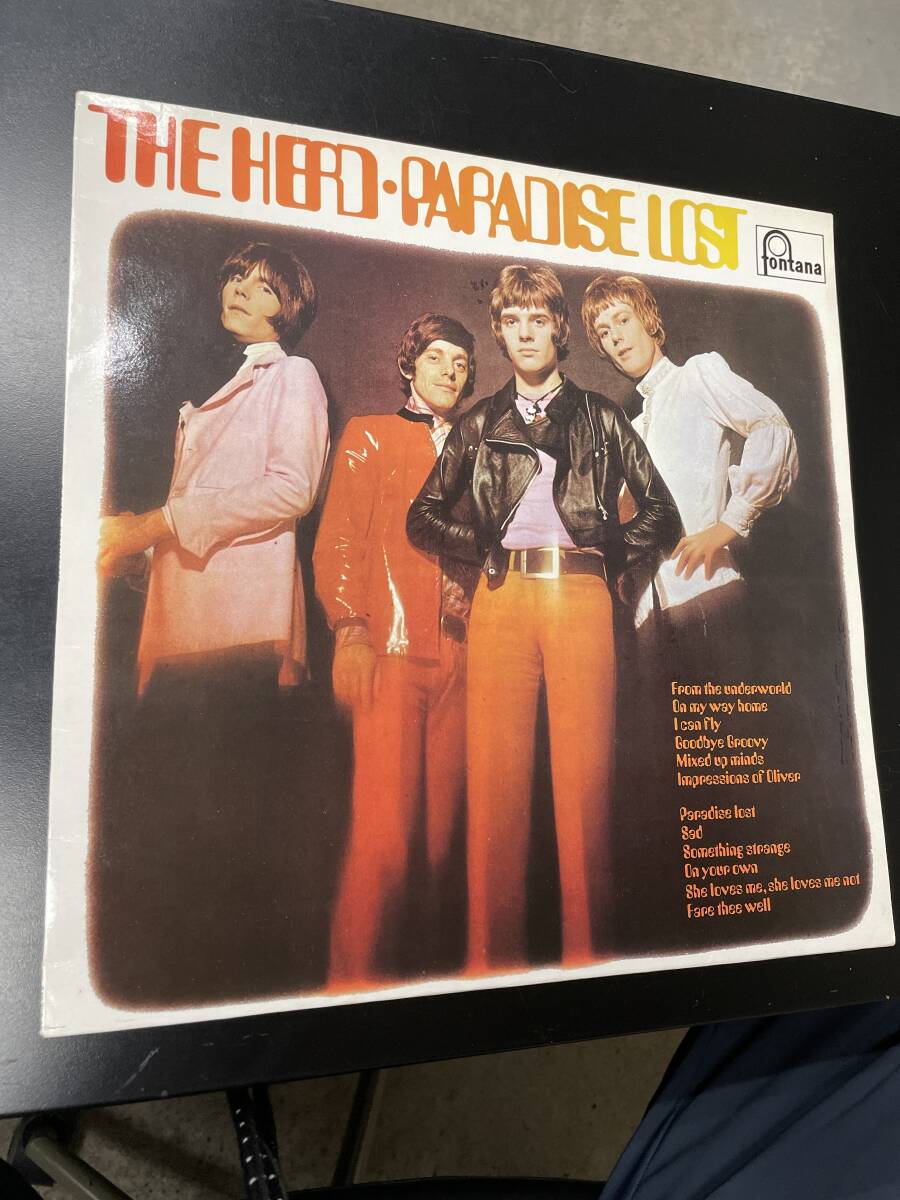 THE HERD · PARADISE LOST
fontana
From the underworld
On my way home
I can fly
Goodbye Groovy
Mixed up minds
Impressions of Oliver
Paradise lost
Sad
Something strange
On your own
She loves me, she loves me not
Fare thee well